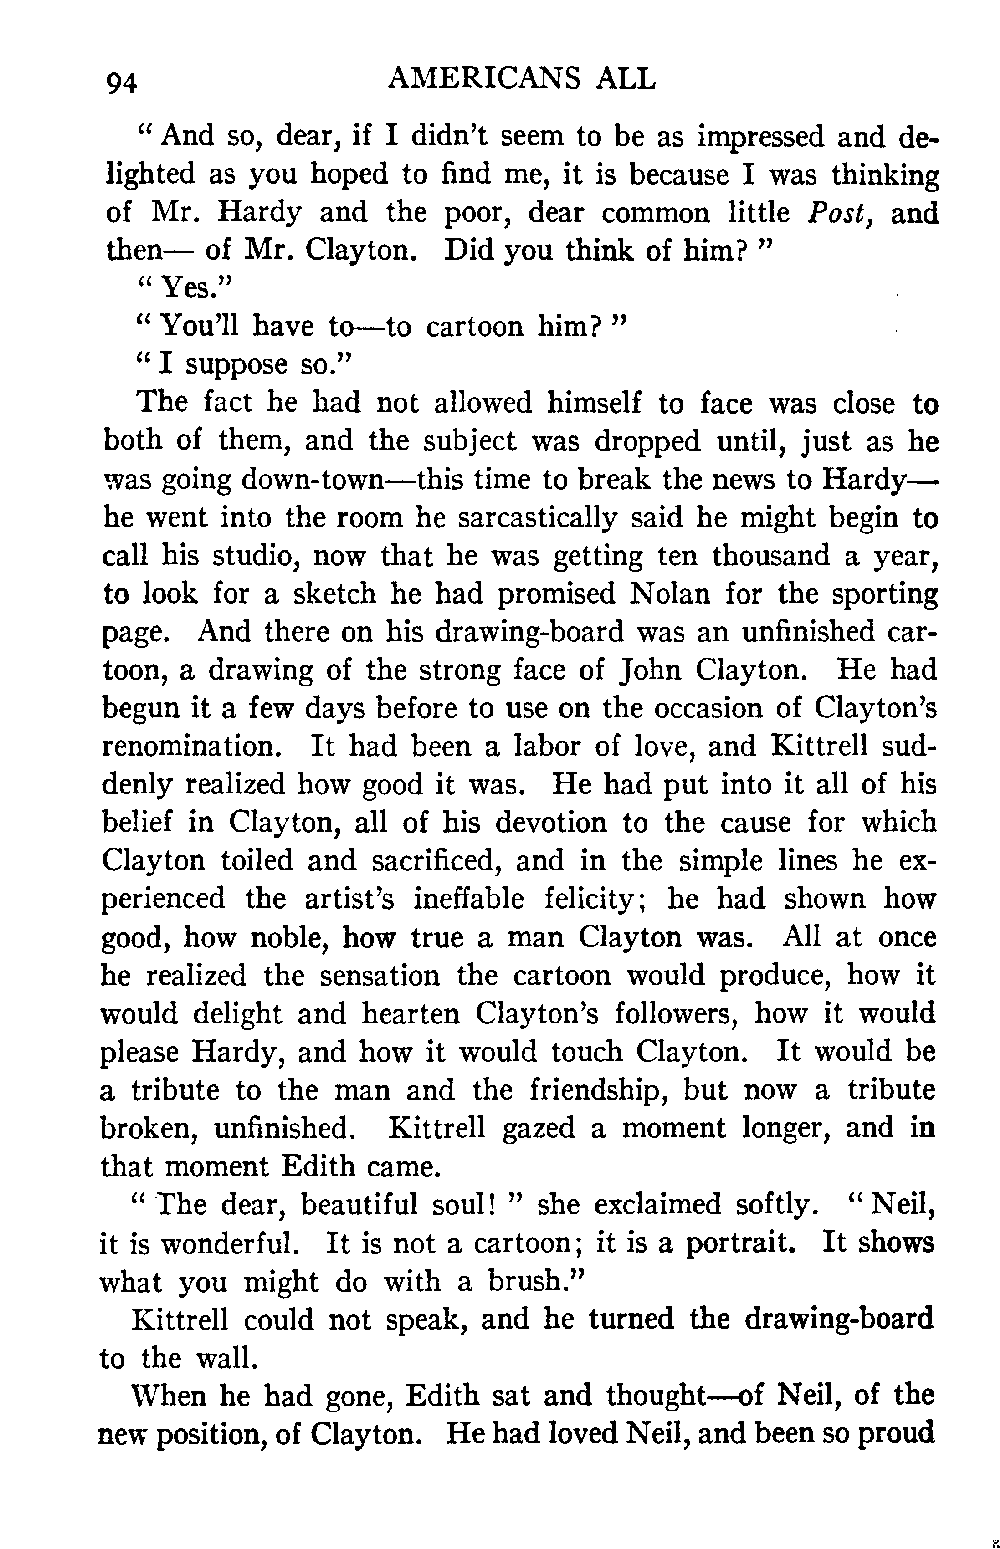 94 AMERICANS ALL
“ And so, dear, if I didn’t seem to be as impressed and de-
lighted as you hoped to find me, it is because I was thinking
of Mr. Hardy and the poor, dear common little Post, and
then— of Mr. Clayton. Did you think of him? ”
“ Yes.”
“ You’ll have to—to cartoon him? ”
“ I suppose so.”
The fact he had not allowed himself to face was close to
both of them, and the subject was dropped until, just as he
was going down-town—this time to break the news to Hardy—
he went into the room he sarcastically said he might begin to
call his studio, now that he was getting ten thousand a year,
to look for a sketch he had promised Nolan for the sporting
page. And there on his drawing-board was an unfinished car-
toon, a drawing of the strong face of John Clayton. He had
begun it a few days before to use on the occasion of Clayton’s
renomination. It had been a labor of love, and Kittrell sud-
denly realized how good it was. He had put into it all of his
belief in Clayton, all of his devotion to the cause for which
Clayton toiled and sacrificed, and in the simple lines he ex-
perienced the artist’s ineffable felicity; he had shown how
good, how noble, how true a man Clayton was. All at once
he realized the sensation the cartoon would produce, how it
would delight and hearten Clayton’s followers, how it would
please Hardy, and how it would touch Clayton. It would be
a tribute to the man and the friendship, but now a tribute
broken, unfinished. Kittrell gazed a moment longer, and in
that moment Edith came.
“ The dear, beautiful soul! ” she exclaimed softly. “ Neil,
it is wonderful. It is not a cartoon; it is a portrait. It shows
what you might do with a brush.”
Kittrell could not speak, and he turned the drawing-board
to the wall.
When he had gone, Edith sat and thought—of Neil, of the
new position, of Clayton. He had loved Neil, and been so proud